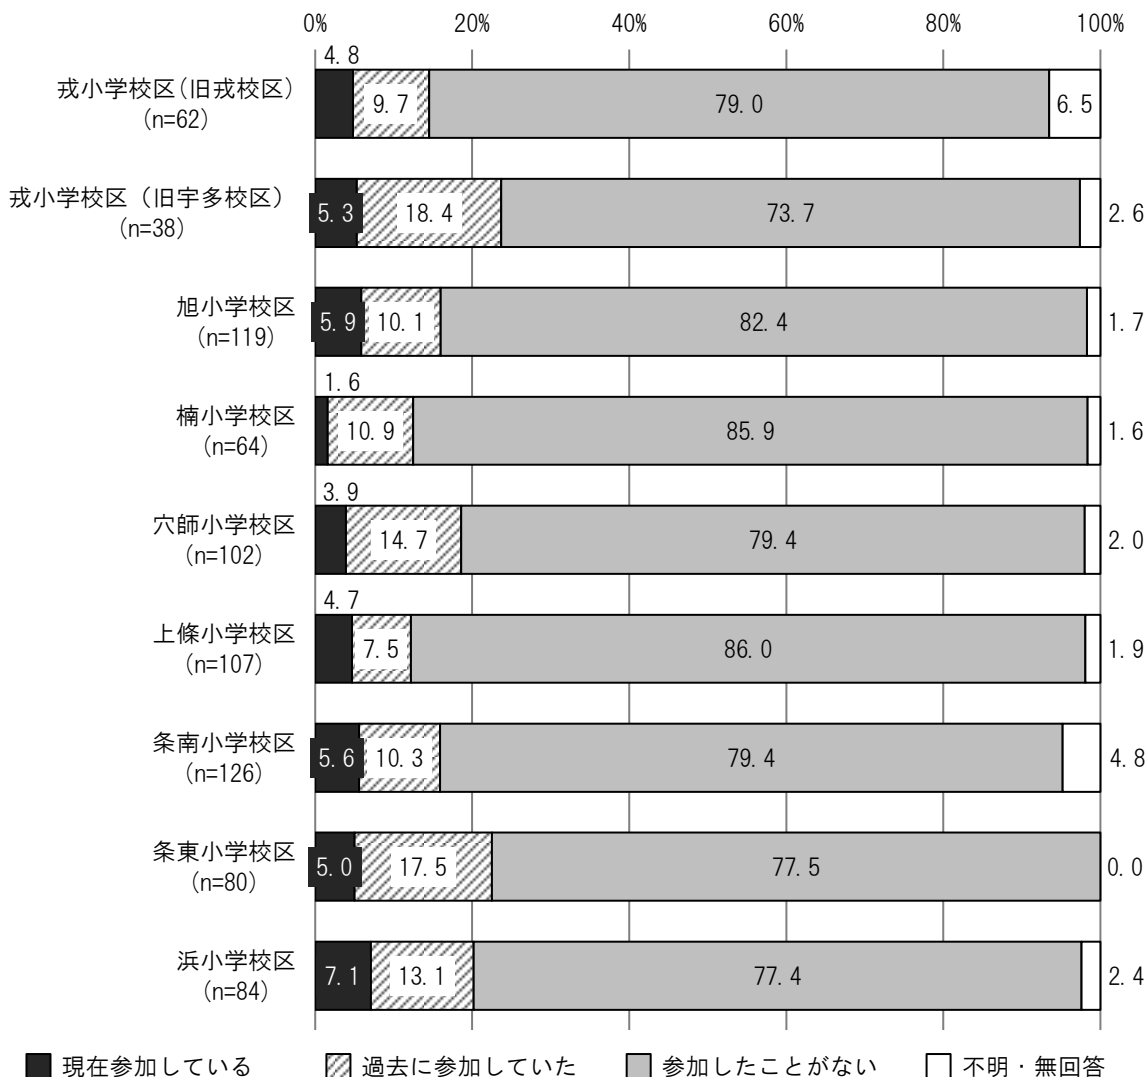 0% 20% 40% 60% 80% 100%
戎小学校区(旧戎校区)
(n=62)
4.8 9.7 79.0 6.5
戎小学校区(旧宇多校区)
(n=38)
5.3 18.4 73.7 2.6
旭小学校区
(n=119)
5.9 10.1 82.4 1.7
楠小学校区
(n=64)
1.6 10.9 85.9 1.6
穴師小学校区
(n=102)
3.9 14.7 79.4 2.0
上條小学校区
(n=107)
4.7 7.5 86.0 1.9
条南小学校区
(n=126)
5.6 10.3 79.4 4.8
条東小学校区
(n=80)
5.0 17.5 77.5 0.0
浜小学校区
(n=84)
7.1 13.1 77.4 2.4
現在参加している 過去に参加していた 参加したことがない 不明・無回答